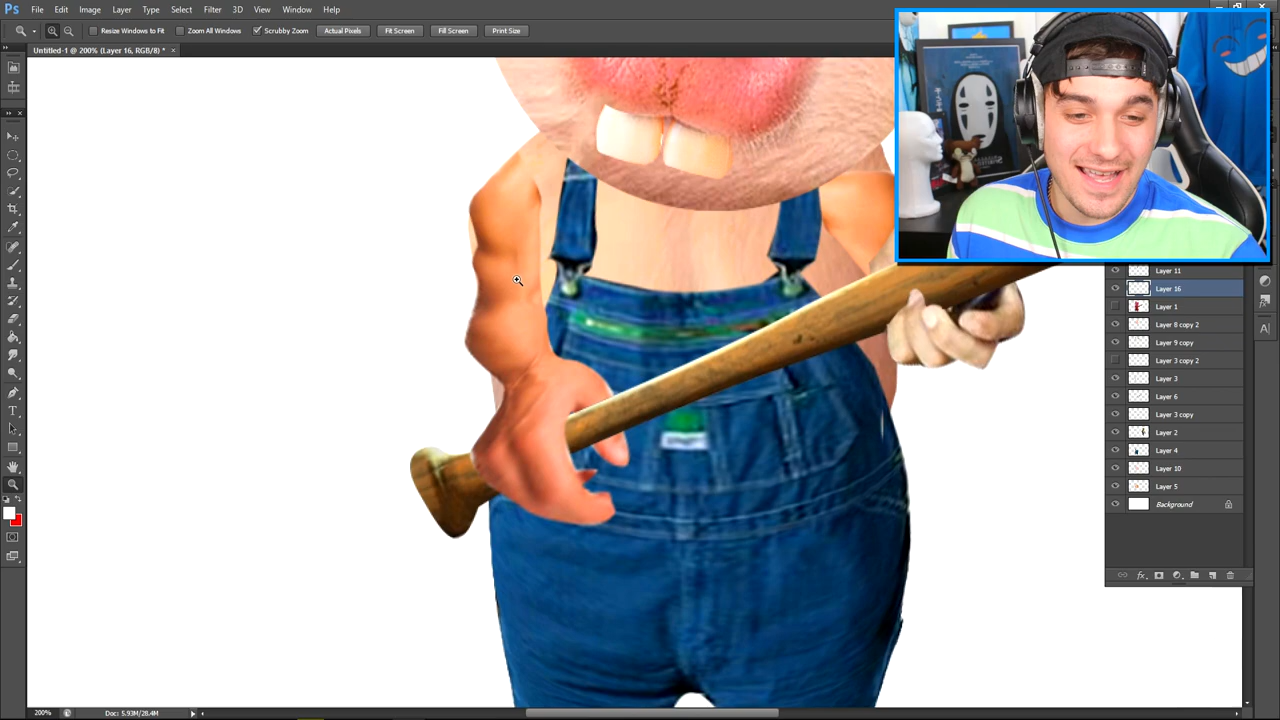 Ps File Edit Image Layer Type Select Filter 3D View Window Help
Resize Windows to Fit Zoom All Windows Scrubby Zoom Actual Pixels Fit Screen Fill Screen Print Size
Untitled-1 @ 200% (Layer 16, RGB/8) *
Layer 11
Layer 16
Layer 1
Layer 8 copy 2
Layer 9 copy
Layer 3 copy 2
Layer 3
Layer 6
Layer 3 copy
Layer 2
Layer 4
Layer 10
Layer 5
Background
fx
200% Doc: 5.93M/28.4M